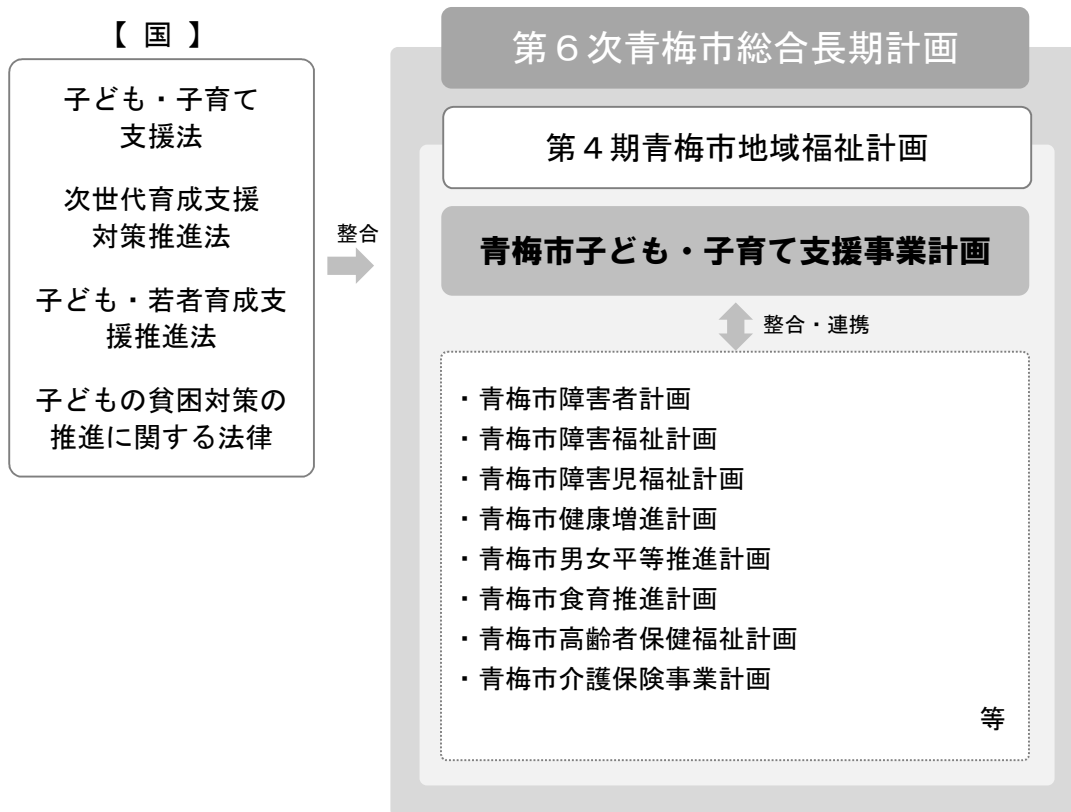 【 国 】
子ども・子育て
支援法
次世代育成支援
対策推進法
子ども・若者育成支
援推進法
子どもの貧困対策の
推進に関する法律
整合
第６次青梅市総合長期計画
第４期青梅市地域福祉計画
青梅市子ども・子育て支援事業計画
整合・連携
・青梅市障害者計画
・青梅市障害福祉計画
・青梅市障害児福祉計画
・青梅市健康増進計画
・青梅市男女平等推進計画
・青梅市食育推進計画
・青梅市高齢者保健福祉計画
・青梅市介護保険事業計画
等